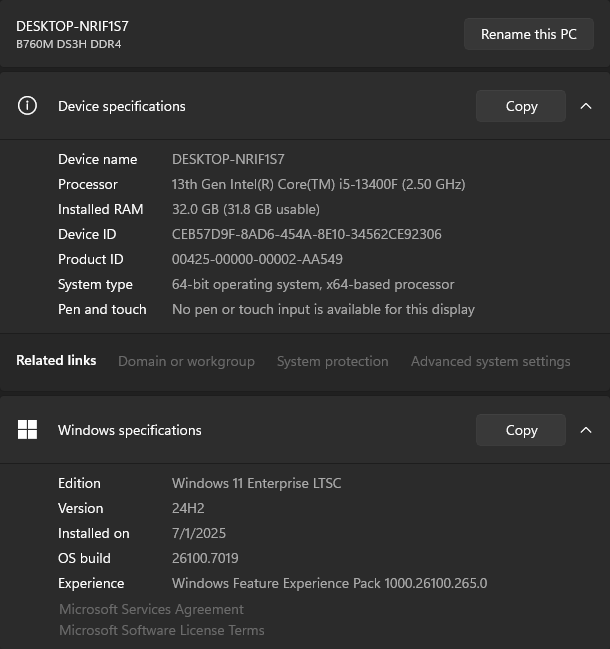 DESKTOP-NRIF1S7
B760M DS3H DDR4
Rename this PC
Device specifications
Copy
Device name DESKTOP-NRIF1S7
Processor 13th Gen Intel(R) Core(TM) i5-13400F (2.50 GHz)
Installed RAM 32.0 GB (31.8 GB usable)
Device ID CEB57D9F-8AD6-454A-8E10-34562CE92306
Product ID 00425-00000-00002-AA549
System type 64-bit operating system, x64-based processor
Pen and touch No pen or touch input is available for this display
Related links Domain or workgroup System protection Advanced system settings
Windows specifications
Copy
Edition Windows 11 Enterprise LTSC
Version 24H2
Installed on 7/1/2025
OS build 26100.7019
Experience Windows Feature Experience Pack 1000.26100.265.0
Microsoft Services Agreement
Microsoft Software License Terms